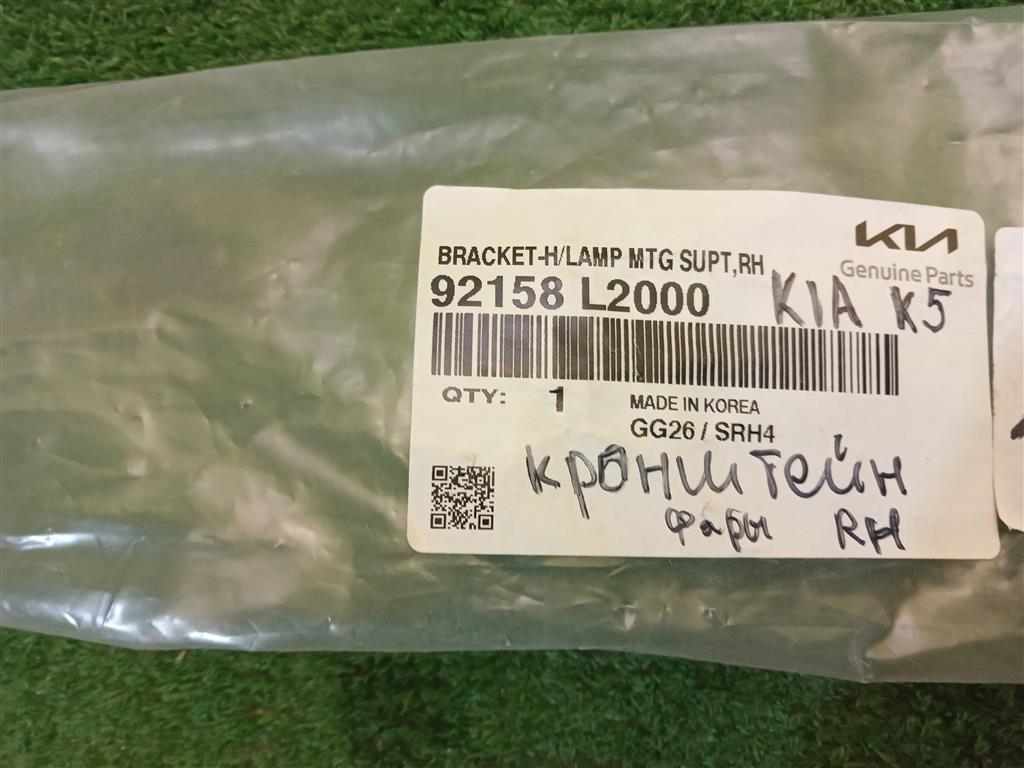 KIA
Genuine Parts
BRACKET-H/LAMP MTG SUPT,RH
92158 L2000
KIA K5
QTY: 1
MADE IN KOREA
GG26 / SRH4
кронштейн
фары RH